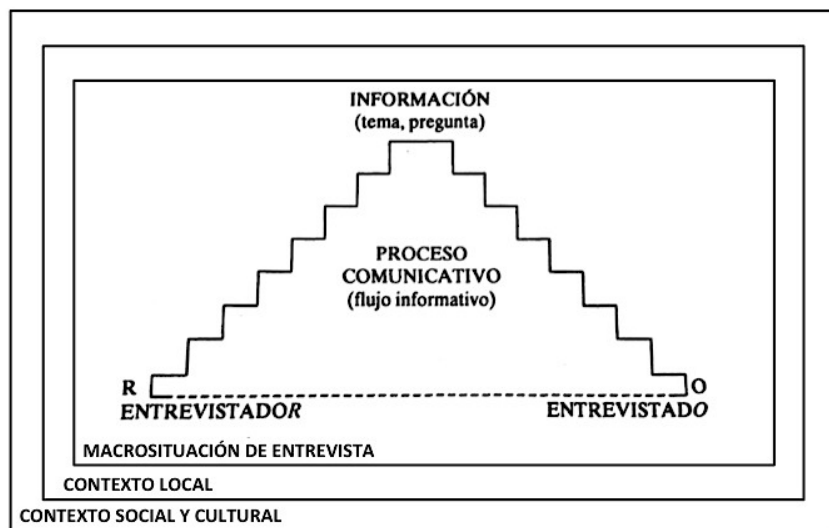 INFORMACIÓN
(tema, pregunta)
PROCESO
COMUNICATIVO
(flujo informativo)
R
O
ENTREVISTADOR
ENTREVISTADO
MACROSITUACIÓN DE ENTREVISTA
CONTEXTO LOCAL
CONTEXTO SOCIAL Y CULTURAL